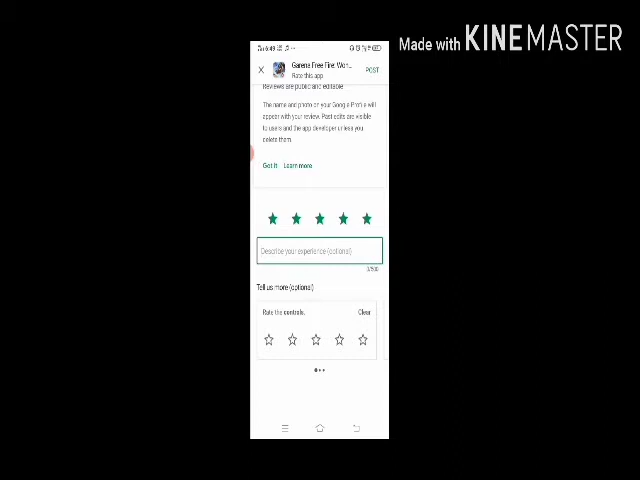 Made with KINEMASTER
6:49
Garena Free Fire: Won...
Rate this app
POST
Reviews are public and editable
The name and photo on your Google Profile will
appear with your review. Past edits are visible
to users and the app developer unless you
delete them.
Got it Learn more
Describe your experience (optional)
Tell us more (optional)
Rate the controls. Clear